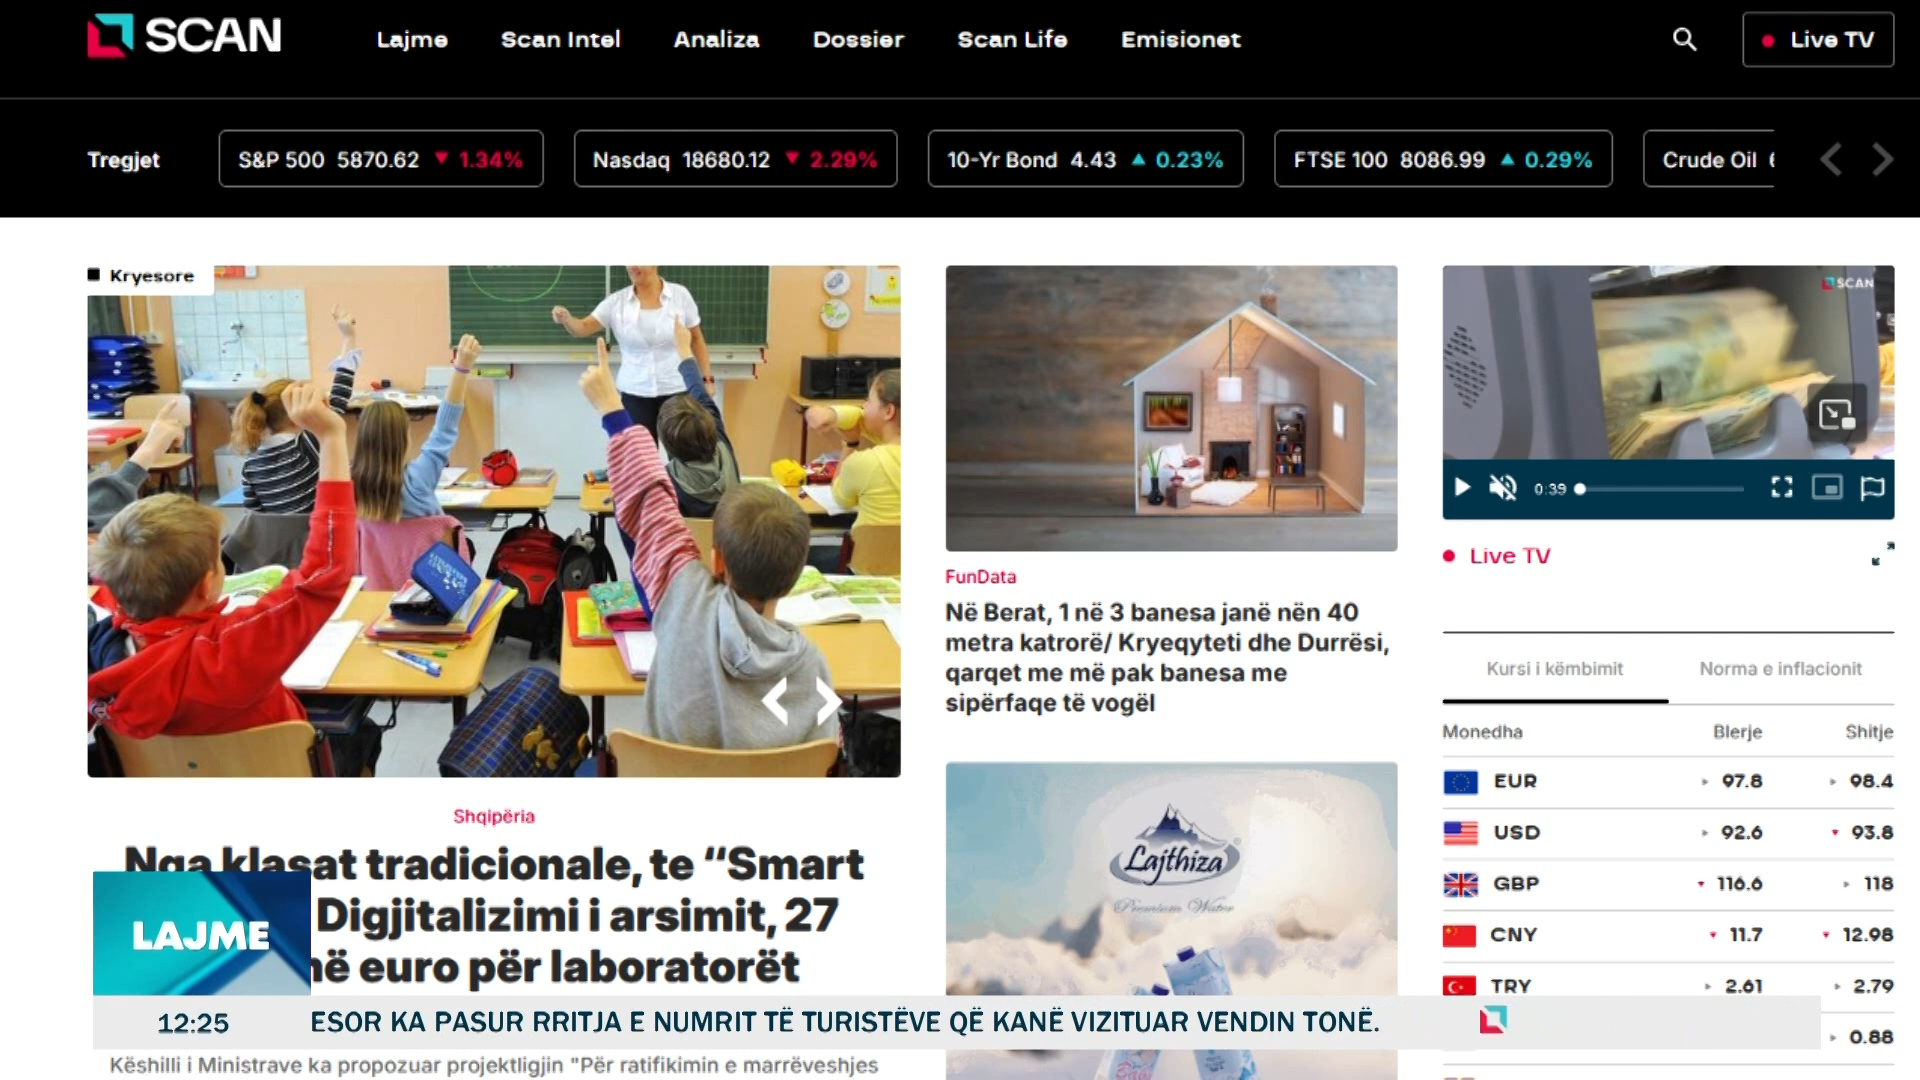 SCAN
Lajme
Scan Intel
Analiza
Dossier
Scan Life
Emisionet
Live TV
Tregjet
S&P 500 5870.62 ▼ 1.34%
Nasdaq 18680.12 ▼ 2.29%
10-Yr Bond 4.43 ▲ 0.23%
FTSE 100 8086.99 ▲ 0.29%
Crude Oil
Kryesore
SCAN
0:39
Live TV
FunData
Në Berat, 1 në 3 banesa janë nën 40
metra katrorë/ Kryeqyteti dhe Durrësi,
qarqet me më pak banesa me
sipërfaqe të vogël
Lajthiza
Premium Water
Kursi i këmbimit
Norma e inflacionit
Monedha Blerje Shitje
EUR 97.8 98.4
USD 92.6 93.8
GBP 116.6 118
CNY 11.7 12.98
TRY 2.61 2.79
0.88
Shqipëria
Nga klasat tradicionale, te “Smart
Digjitalizimi i arsimit, 27
në euro për laboratorët
LAJME
12:25
ESOR KA PASUR RRITJA E NUMRIT TË TURISTËVE QË KANË VIZITUAR VENDIN TONË.
Këshilli i Ministrave ka propozuar projektligjin "Për ratifikimin e marrëveshjes